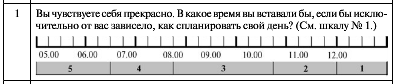 1
Вы чувствуете себя прекрасно. В какое время вы вставали бы, если бы исклю-
чительно от вас зависело, как спланировать свой день? (См. шкалу № 1.)
05.00 06.00 07.00 08.00 09.00 10.00 11.00 12.00
5 4 3 2 1